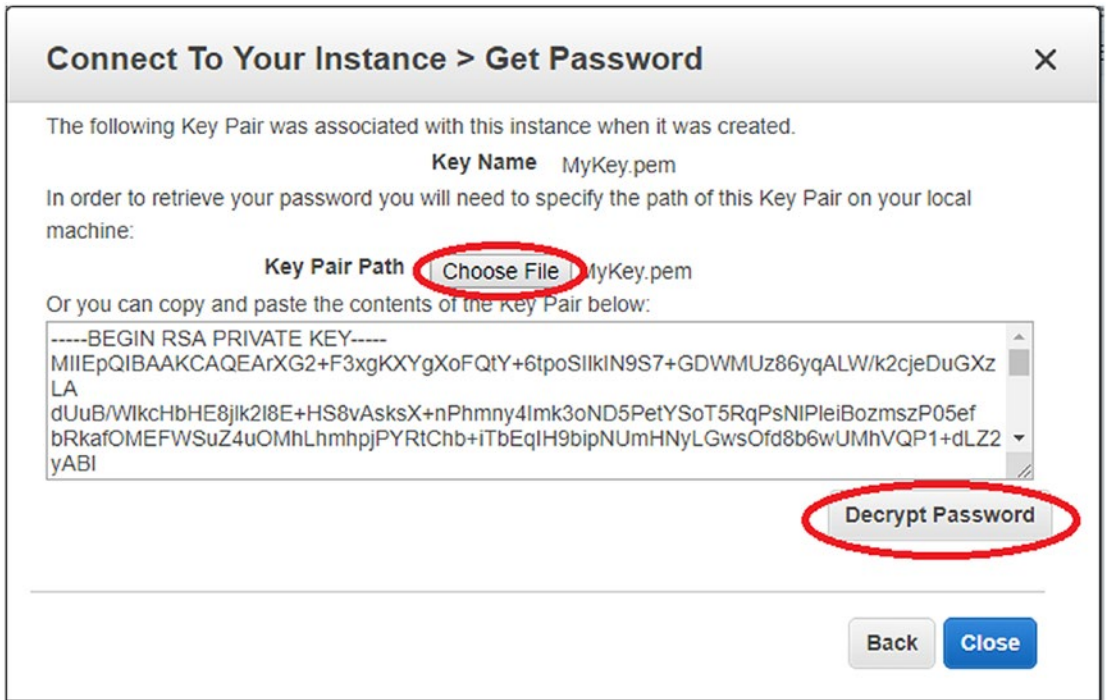 Connect To Your Instance > Get Password
The following Key Pair was associated with this instance when it was created.
Key Name MyKey.pem
In order to retrieve your password you will need to specify the path of this Key Pair on your local
machine:
Key Pair Path Choose File MyKey.pem
Or you can copy and paste the contents of the Key Pair below:
-----BEGIN RSA PRIVATE KEY-----
MIIEpQIBAAKCAQEArXG2+F3xgKXYgXoFQtY+6tpoSIlkIN9S7+GDWMUz86yqALW/k2cjeDuGXz
LA
dUuB/WlkcHbHE8jlk2I8E+HS8vAsksX+nPhmny4Imk3oND5PetYSoT5RqPsNlPleiBozmszP05ef
bRkafOMEFWSuZ4uOMhLhmhpjPYRtChb+iTbEqIH9bipNUmHNyLGwsOfd8b6wUMhVQP1+dLZ2
yABI
Decrypt Password
Back Close